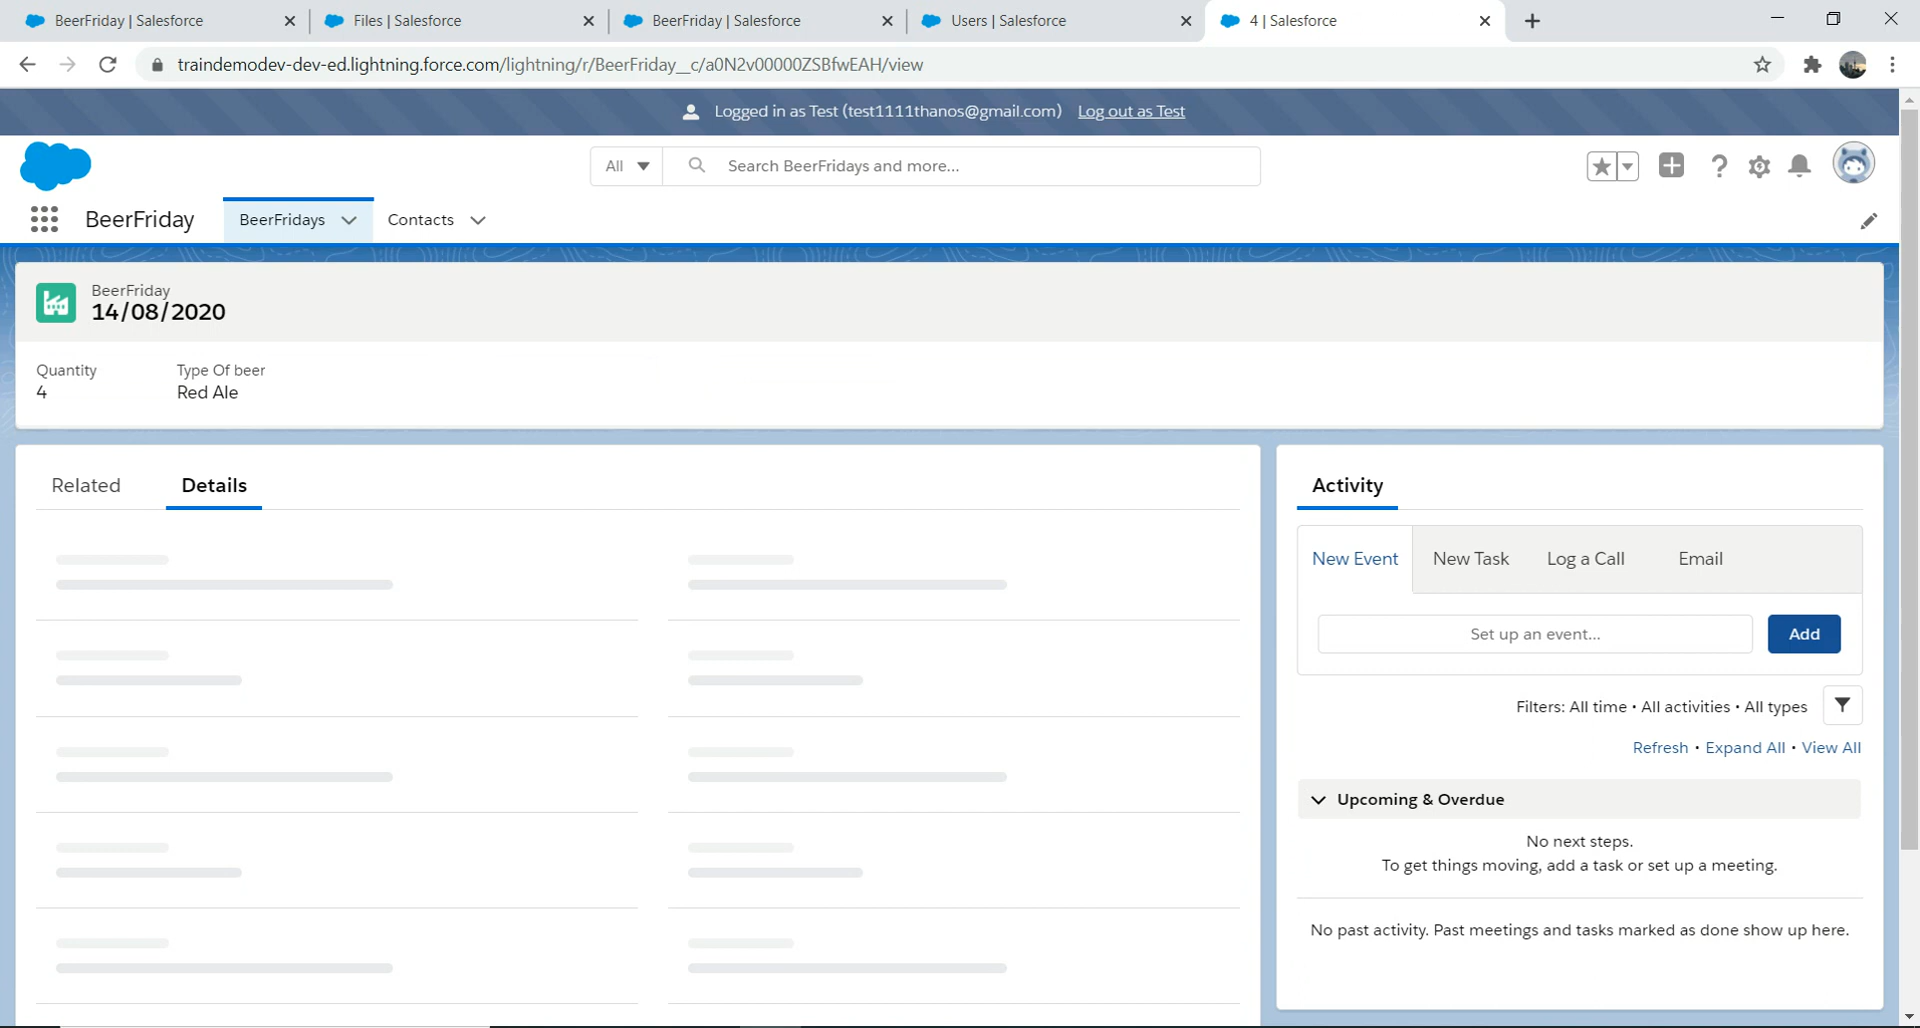 BeerFriday | Salesforce
Files | Salesforce
BeerFriday | Salesforce
Users | Salesforce
4 | Salesforce
traindemodev-dev-ed.lightning.force.com/lightning/r/BeerFriday__c/a0N2v00000ZSBfwEAH/view
Logged in as Test (test1111thanos@gmail.com) Log out as Test
All
Search BeerFridays and more...
BeerFriday
BeerFridays
Contacts
BeerFriday
14/08/2020
Quantity
4
Type Of beer
Red Ale
Related
Details
Activity
New Event
New Task
Log a Call
Email
Set up an event...
Add
Filters: All time • All activities • All types
Refresh • Expand All • View All
Upcoming & Overdue
No next steps.
To get things moving, add a task or set up a meeting.
No past activity. Past meetings and tasks marked as done show up here.